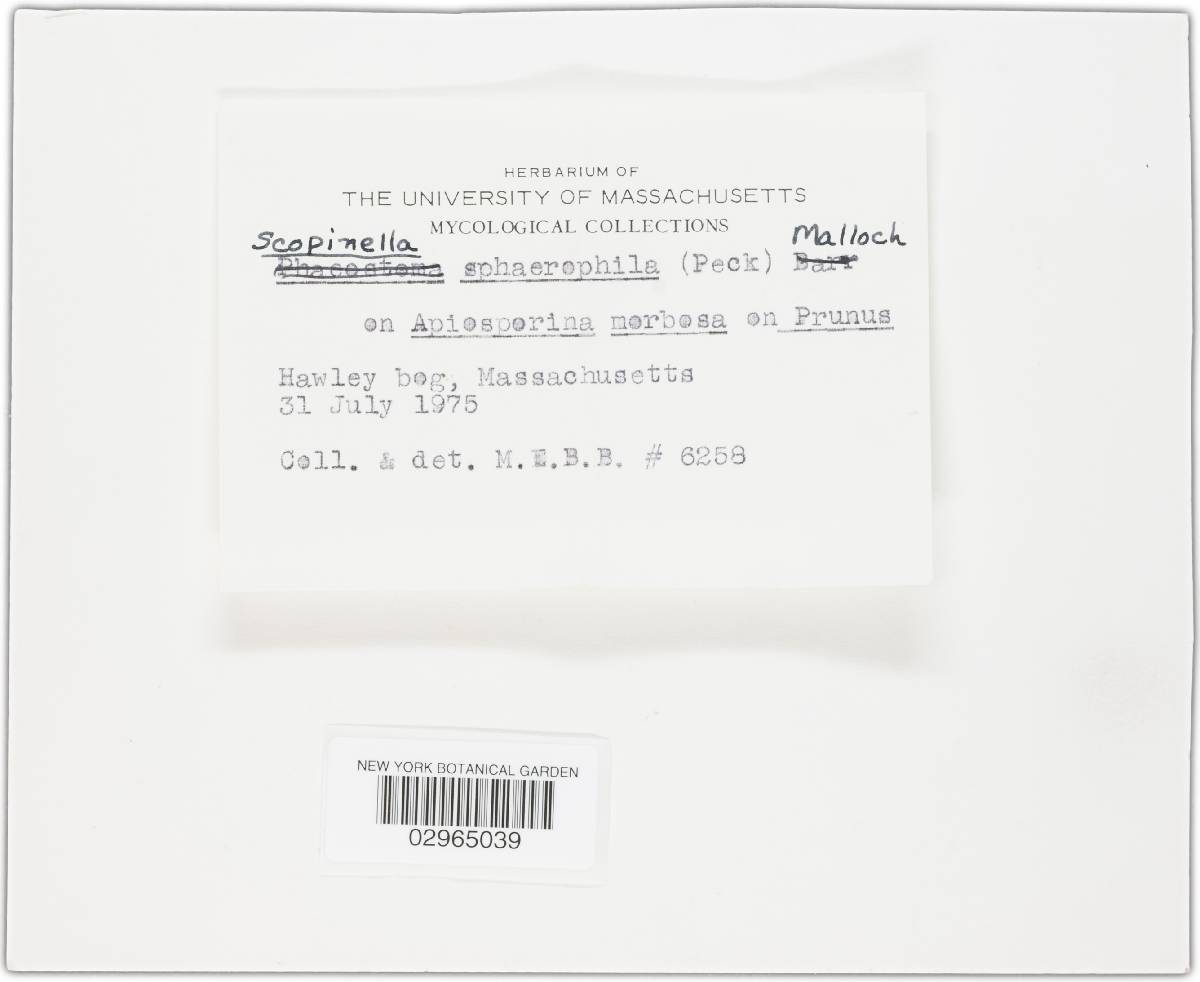 HERBARIUM OF
THE UNIVERSITY OF MASSACHUSETTS
MYCOLOGICAL COLLECTIONS
Scopinella Malloch
Phaeostoma sphaerophila (Peck) Barr
on Apiosporina morbosa on Prunus
Hawley bog, Massachusetts
31 July 1975
Coll. & det. M.E.B.B. # 6258
NEW YORK BOTANICAL GARDEN
02965039